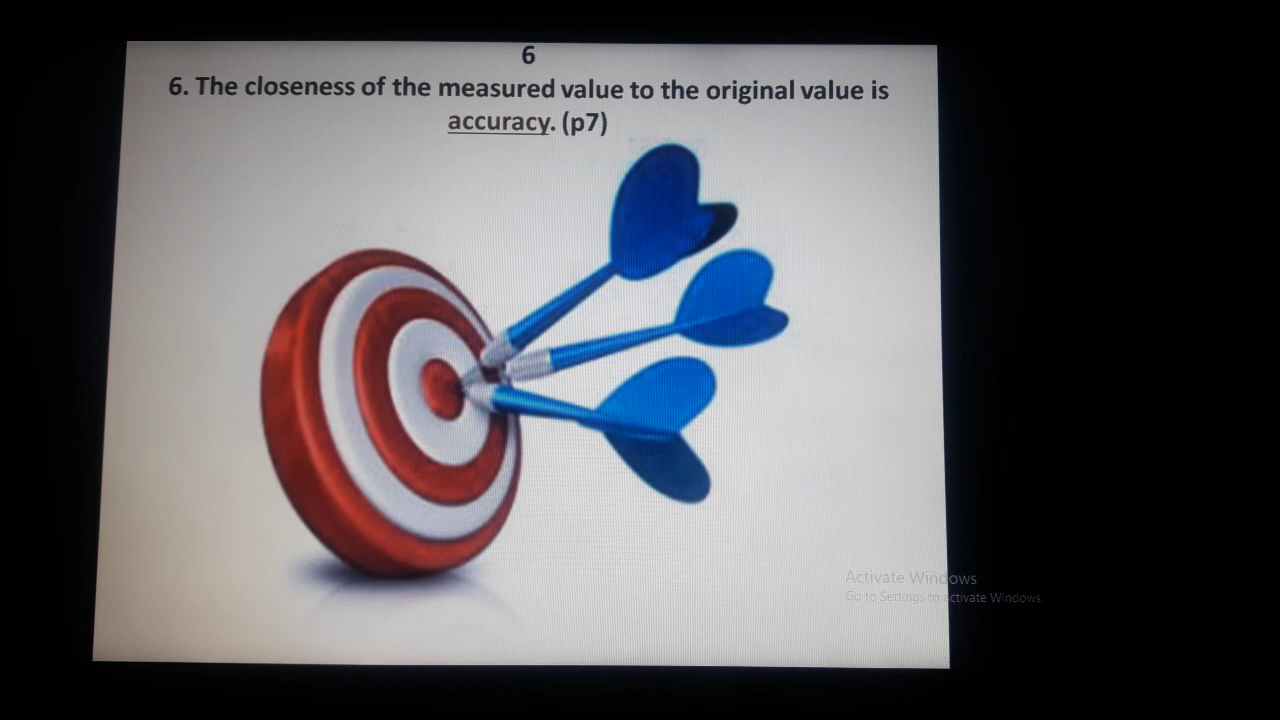 6
6. The closeness of the measured value to the original value is
accuracy. (p7)
Activate Windows
Go to Settings to activate Windows.